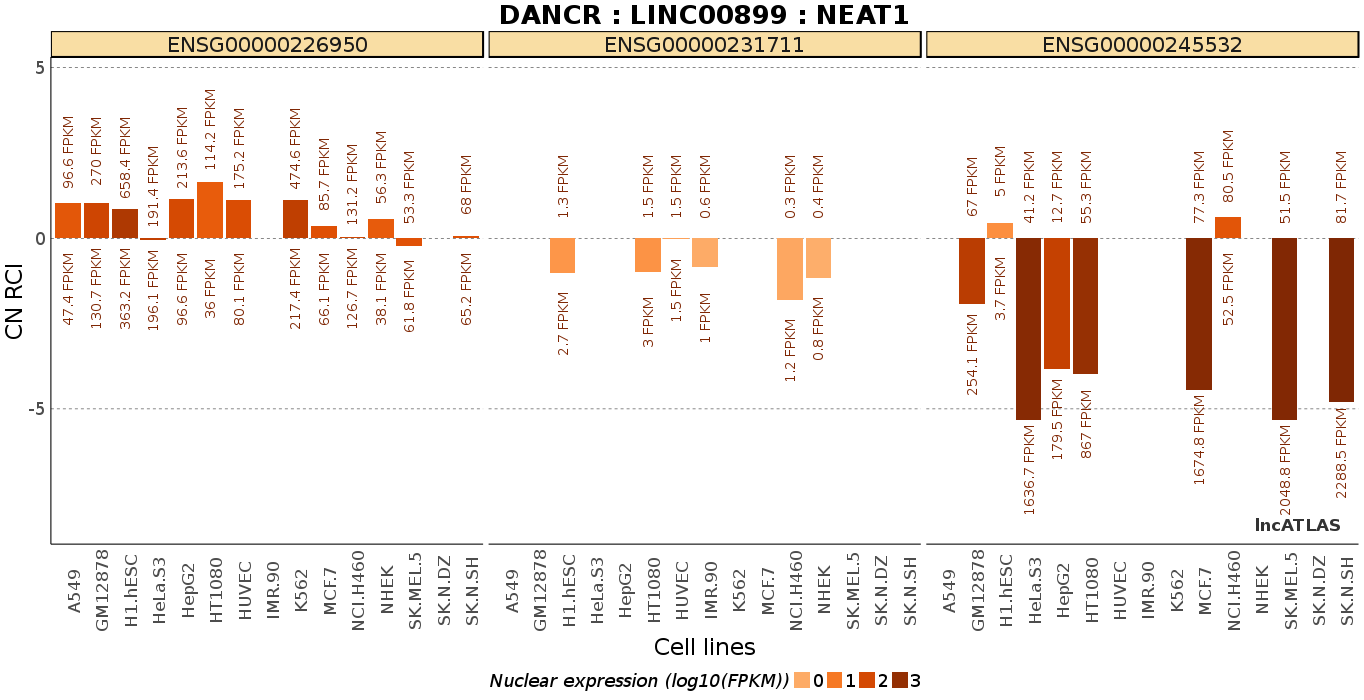 DANCR : LINC00899 : NEAT1
ENSG00000226950
ENSG00000231711
ENSG00000245532
CN RCI
5
0
-5
96.6 FPKM
270 FPKM
658.4 FPKM
191.4 FPKM
213.6 FPKM
114.2 FPKM
175.2 FPKM
474.6 FPKM
85.7 FPKM
131.2 FPKM
56.3 FPKM
53.3 FPKM
68 FPKM
47.4 FPKM
130.7 FPKM
363.2 FPKM
196.1 FPKM
96.6 FPKM
36 FPKM
80.1 FPKM
217.4 FPKM
66.1 FPKM
126.7 FPKM
38.1 FPKM
61.8 FPKM
65.2 FPKM
1.3 FPKM
1.5 FPKM
1.5 FPKM
0.6 FPKM
0.3 FPKM
0.4 FPKM
2.7 FPKM
3 FPKM
1.5 FPKM
1 FPKM
1.2 FPKM
0.8 FPKM
67 FPKM
5 FPKM
41.2 FPKM
12.7 FPKM
55.3 FPKM
77.3 FPKM
80.5 FPKM
51.5 FPKM
81.7 FPKM
254.1 FPKM
3.7 FPKM
1636.7 FPKM
179.5 FPKM
867 FPKM
1674.8 FPKM
52.5 FPKM
2048.8 FPKM
2288.5 FPKM
lncATLAS
A549
GM12878
H1.hESC
HeLa.S3
HepG2
HT1080
HUVEC
IMR.90
K562
MCF.7
NCI.H460
NHEK
SK.MEL.5
SK.N.DZ
SK.N.SH
A549
GM12878
H1.hESC
HeLa.S3
HepG2
HT1080
HUVEC
IMR.90
K562
MCF.7
NCI.H460
NHEK
SK.MEL.5
SK.N.DZ
SK.N.SH
A549
GM12878
H1.hESC
HeLa.S3
HepG2
HT1080
HUVEC
IMR.90
K562
MCF.7
NCI.H460
NHEK
SK.MEL.5
SK.N.DZ
SK.N.SH
Cell lines
Nuclear expression (log10(FPKM)) 0 1 2 3